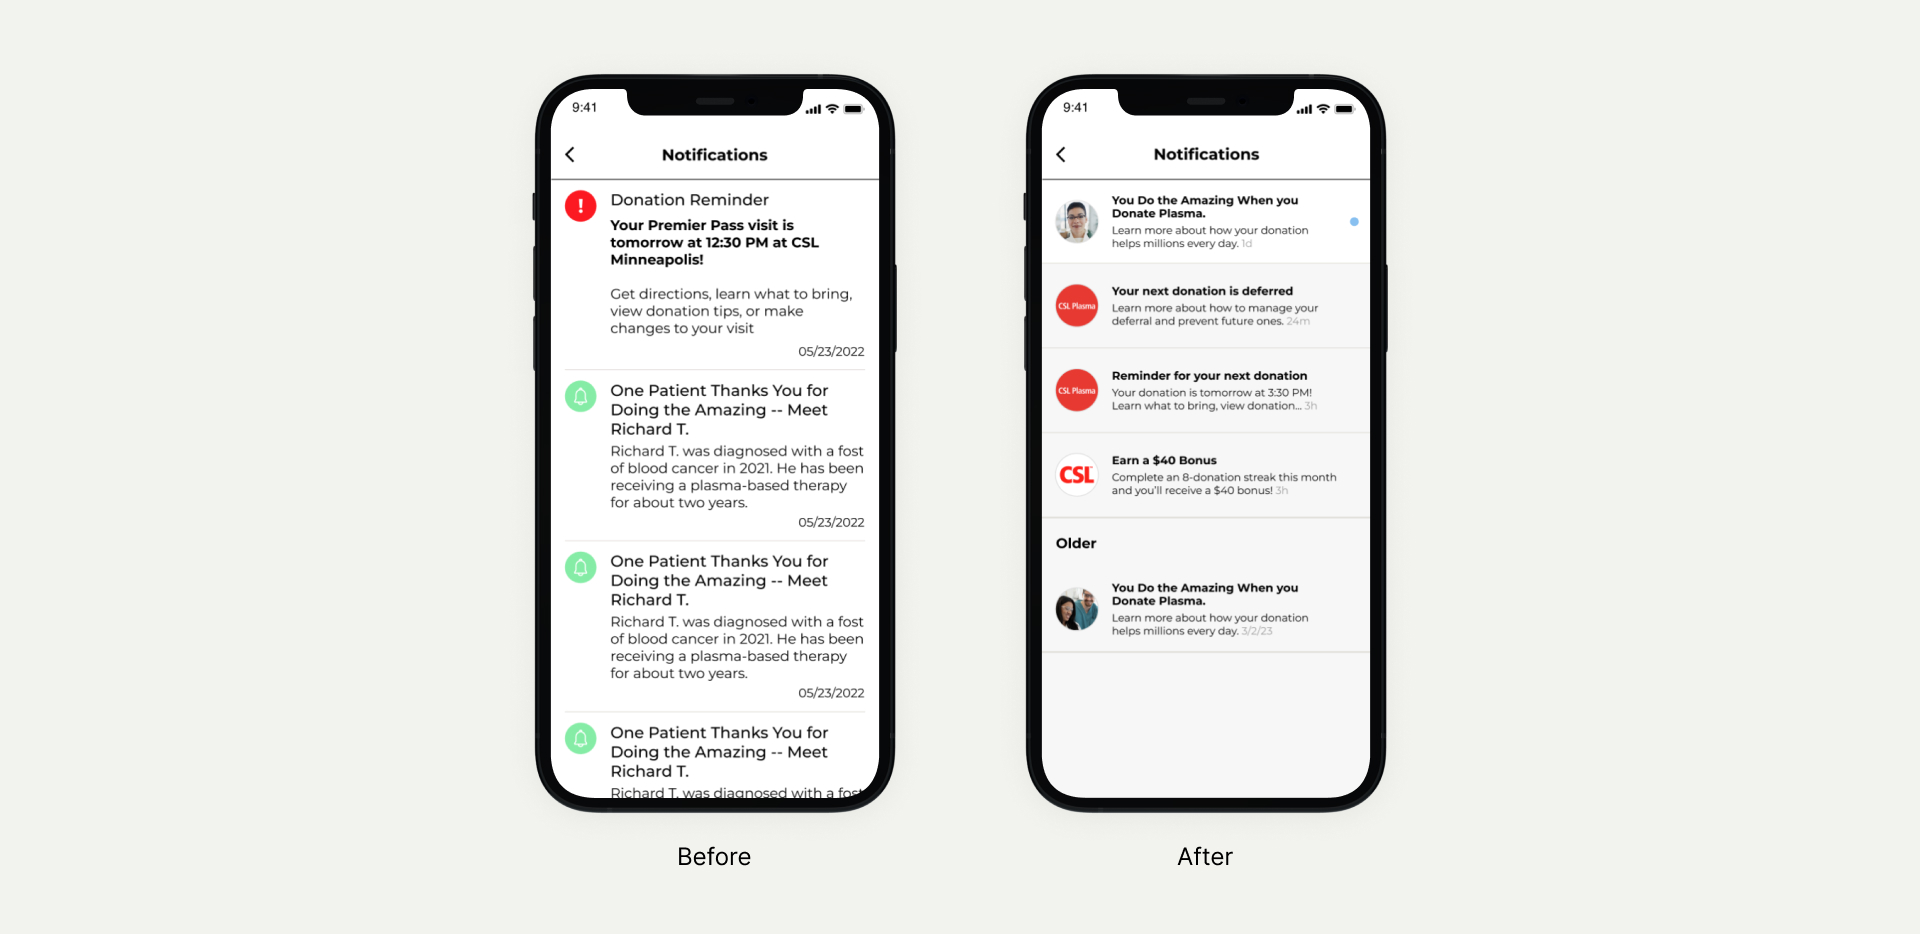 9:41
Notifications
Donation Reminder
Your Premier Pass visit is
tomorrow at 12:30 PM at CSL
Minneapolis!
Get directions, learn what to bring,
view donation tips, or make
changes to your visit
05/23/2022
One Patient Thanks You for
Doing the Amazing -- Meet
Richard T.
Richard T. was diagnosed with a fost
of blood cancer in 2021. He has been
receiving a plasma-based therapy
for about two years.
05/23/2022
One Patient Thanks You for
Doing the Amazing -- Meet
Richard T.
Richard T. was diagnosed with a fost
of blood cancer in 2021. He has been
receiving a plasma-based therapy
for about two years.
05/23/2022
One Patient Thanks You for
Doing the Amazing -- Meet
Richard T.
Richard T. was diagnosed with a fost
Before
9:41
Notifications
You Do the Amazing When you
Donate Plasma.
Learn more about how your donation
helps millions every day. 1d
CSL Plasma
Your next donation is deferred
Learn more about how to manage your
deferral and prevent future ones. 24m
CSL Plasma
Reminder for your next donation
Your donation is tomorrow at 3:30 PM!
Learn what to bring, view donation... 3h
CSL
Earn a $40 Bonus
Complete an 8-donation streak this month
and you'll receive a $40 bonus! 3h
Older
You Do the Amazing When you
Donate Plasma.
Learn more about how your donation
helps millions every day. 3/2/23
After